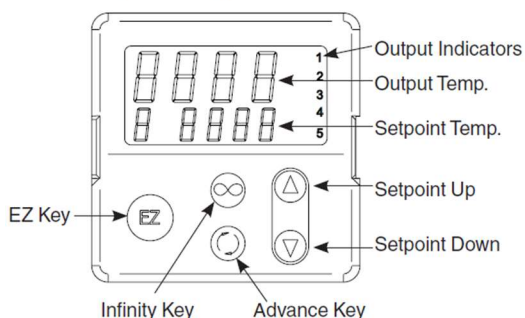 1
2
3
4
5
Output Indicators
Output Temp.
Setpoint Temp.
EZ Key
EZ
Setpoint Up
Setpoint Down
Infinity Key
Advance Key